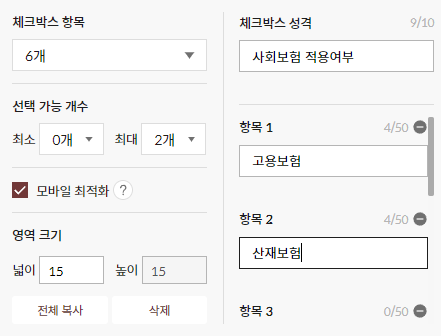 체크박스 항목
6개
선택 가능 개수
최소 0개 최대 2개
모바일 최적화 ?
영역 크기
넓이 15 높이 15
전체 복사 삭제
체크박스 성격 9/10
사회보험 적용여부
항목 1 4/50
고용보험
항목 2 4/50
산재보험
항목 3 0/50